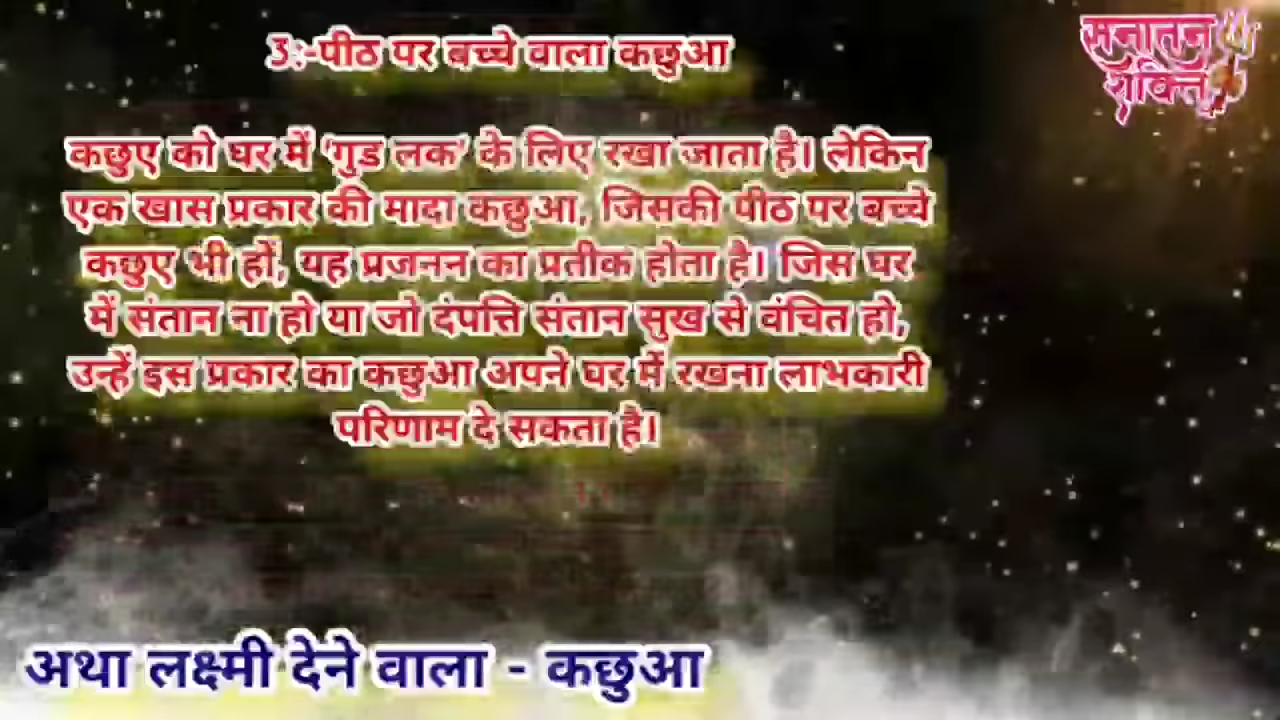 3:-पीठ पर बच्चे वाला कछुआ
सनातन
शक्ति
कछुए को घर में 'गुड लक' के लिए रखा जाता है। लेकिन
एक खास प्रकार की मादा कछुआ, जिसकी पीठ पर बच्चे
कछुए भी हों, यह प्रजनन का प्रतीक होता है। जिस घर
में संतान ना हो या जो दंपत्ति संतान सुख से वंचित हो,
उन्हें इस प्रकार का कछुआ अपने घर में रखना लाभकारी
परिणाम दे सकता है।
अथा लक्ष्मी देने वाला - कछुआ